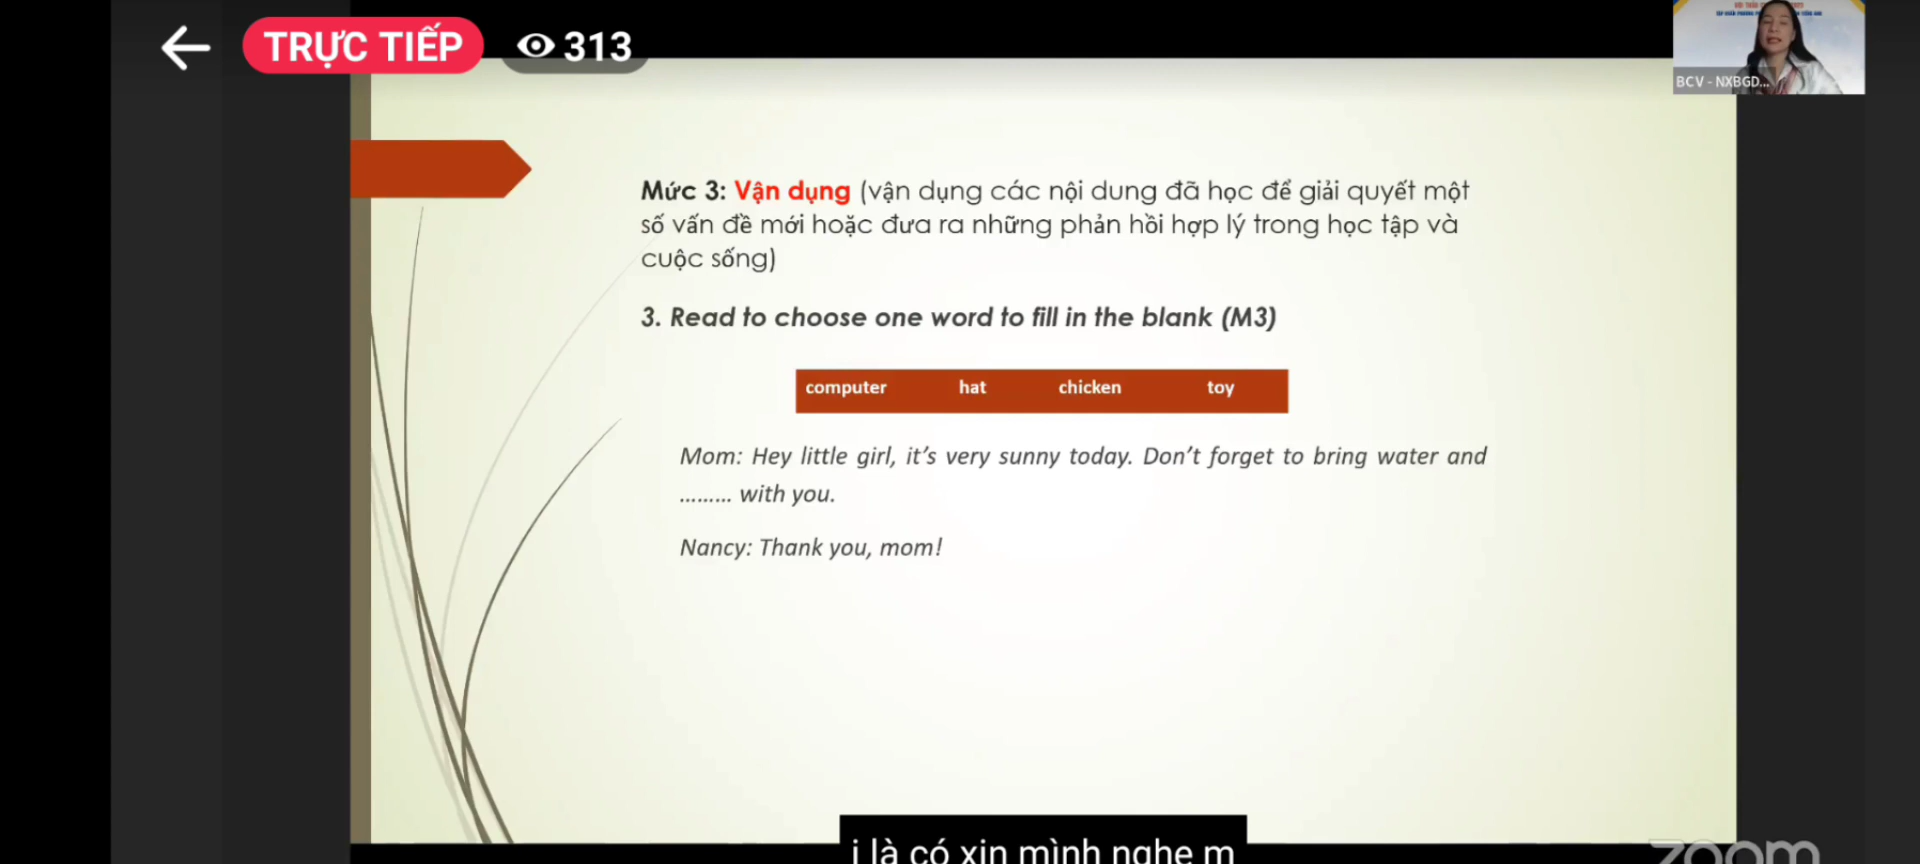 TRỰC TIẾP 313
BCV - NXBGD...
Mức 3: Vận dụng (vận dụng các nội dung đã học để giải quyết một
số vấn đề mới hoặc đưa ra những phản hồi hợp lý trong học tập và
cuộc sống)
3. Read to choose one word to fill in the blank (M3)
computer hat chicken toy
Mom: Hey little girl, it's very sunny today. Don't forget to bring water and
......... with you.
Nancy: Thank you, mom!
i là có xin mình nghe m
zoom